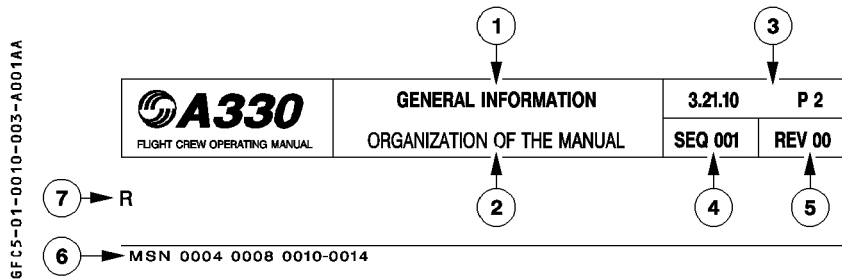 1
3
A330
GENERAL INFORMATION
3.21.10 P 2
FLIGHT CREW OPERATING MANUAL
ORGANIZATION OF THE MANUAL
SEQ 001
REV 00
7
R
2
4
5
6
MSN 0004 0008 0010-0014
GFC5-01-0010-003-A001AA